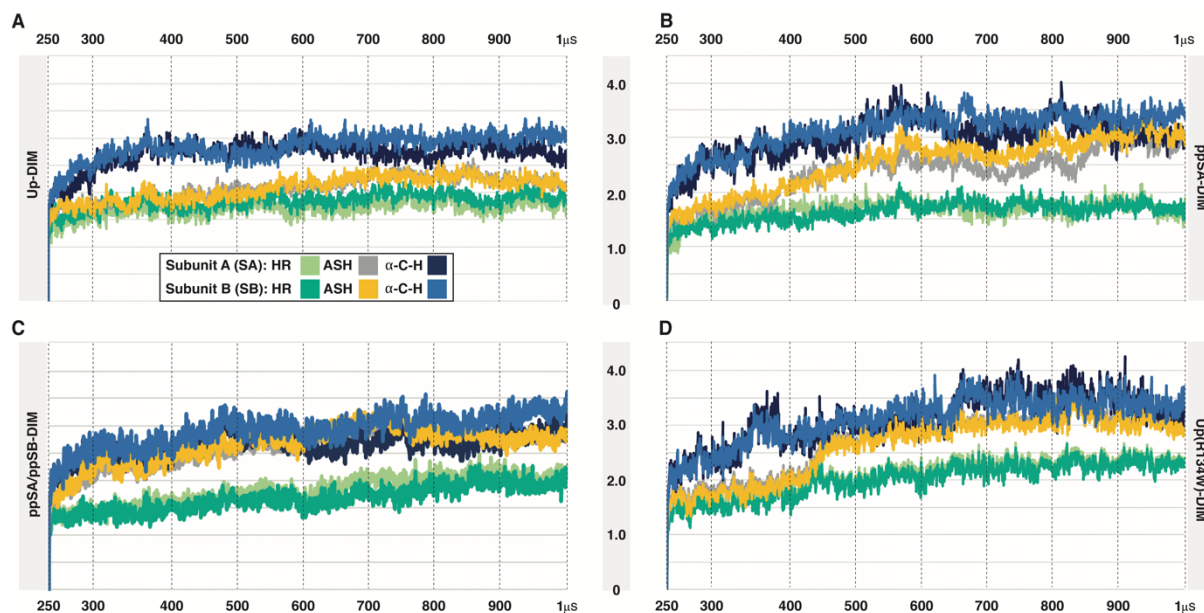 A
B
250 300 400 500 600 700 800 900 1µs
250 300 400 500 600 700 800 900 1µs
Up-DIM
4.0
3.0
2.0
1.0
0
ppSA-DIM
Subunit A (SA): HR ASH α-C-H
Subunit B (SB): HR ASH α-C-H
C
D
ppSA/ppSB-DIM
4.0
3.0
2.0
1.0
0
Up(R134W)-DIM
250 300 400 500 600 700 800 900 1µs
250 300 400 500 600 700 800 900 1µs